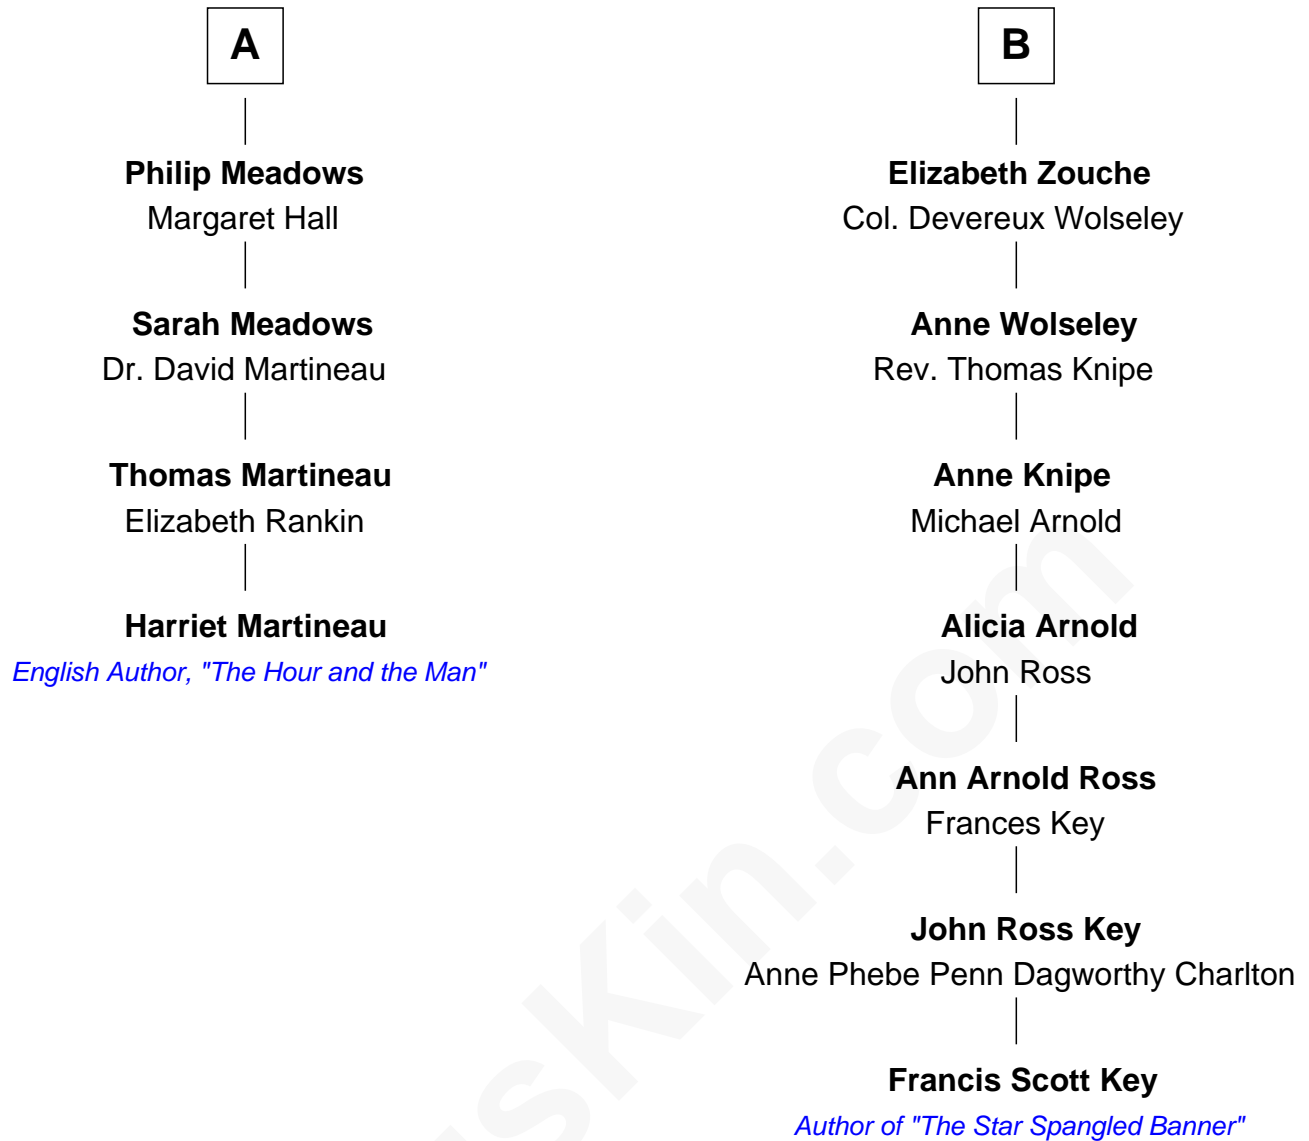 A
Philip Meadows
Margaret Hall
Sarah Meadows
Dr. David Martineau
Thomas Martineau
Elizabeth Rankin
Harriet Martineau
English Author, "The Hour and the Man"
B
Elizabeth Zouche
Col. Devereux Wolseley
Anne Wolseley
Rev. Thomas Knipe
Anne Knipe
Michael Arnold
Alicia Arnold
John Ross
Ann Arnold Ross
Frances Key
John Ross Key
Anne Phebe Penn Dagworthy Charlton
Francis Scott Key
Author of "The Star Spangled Banner"
sKin.com